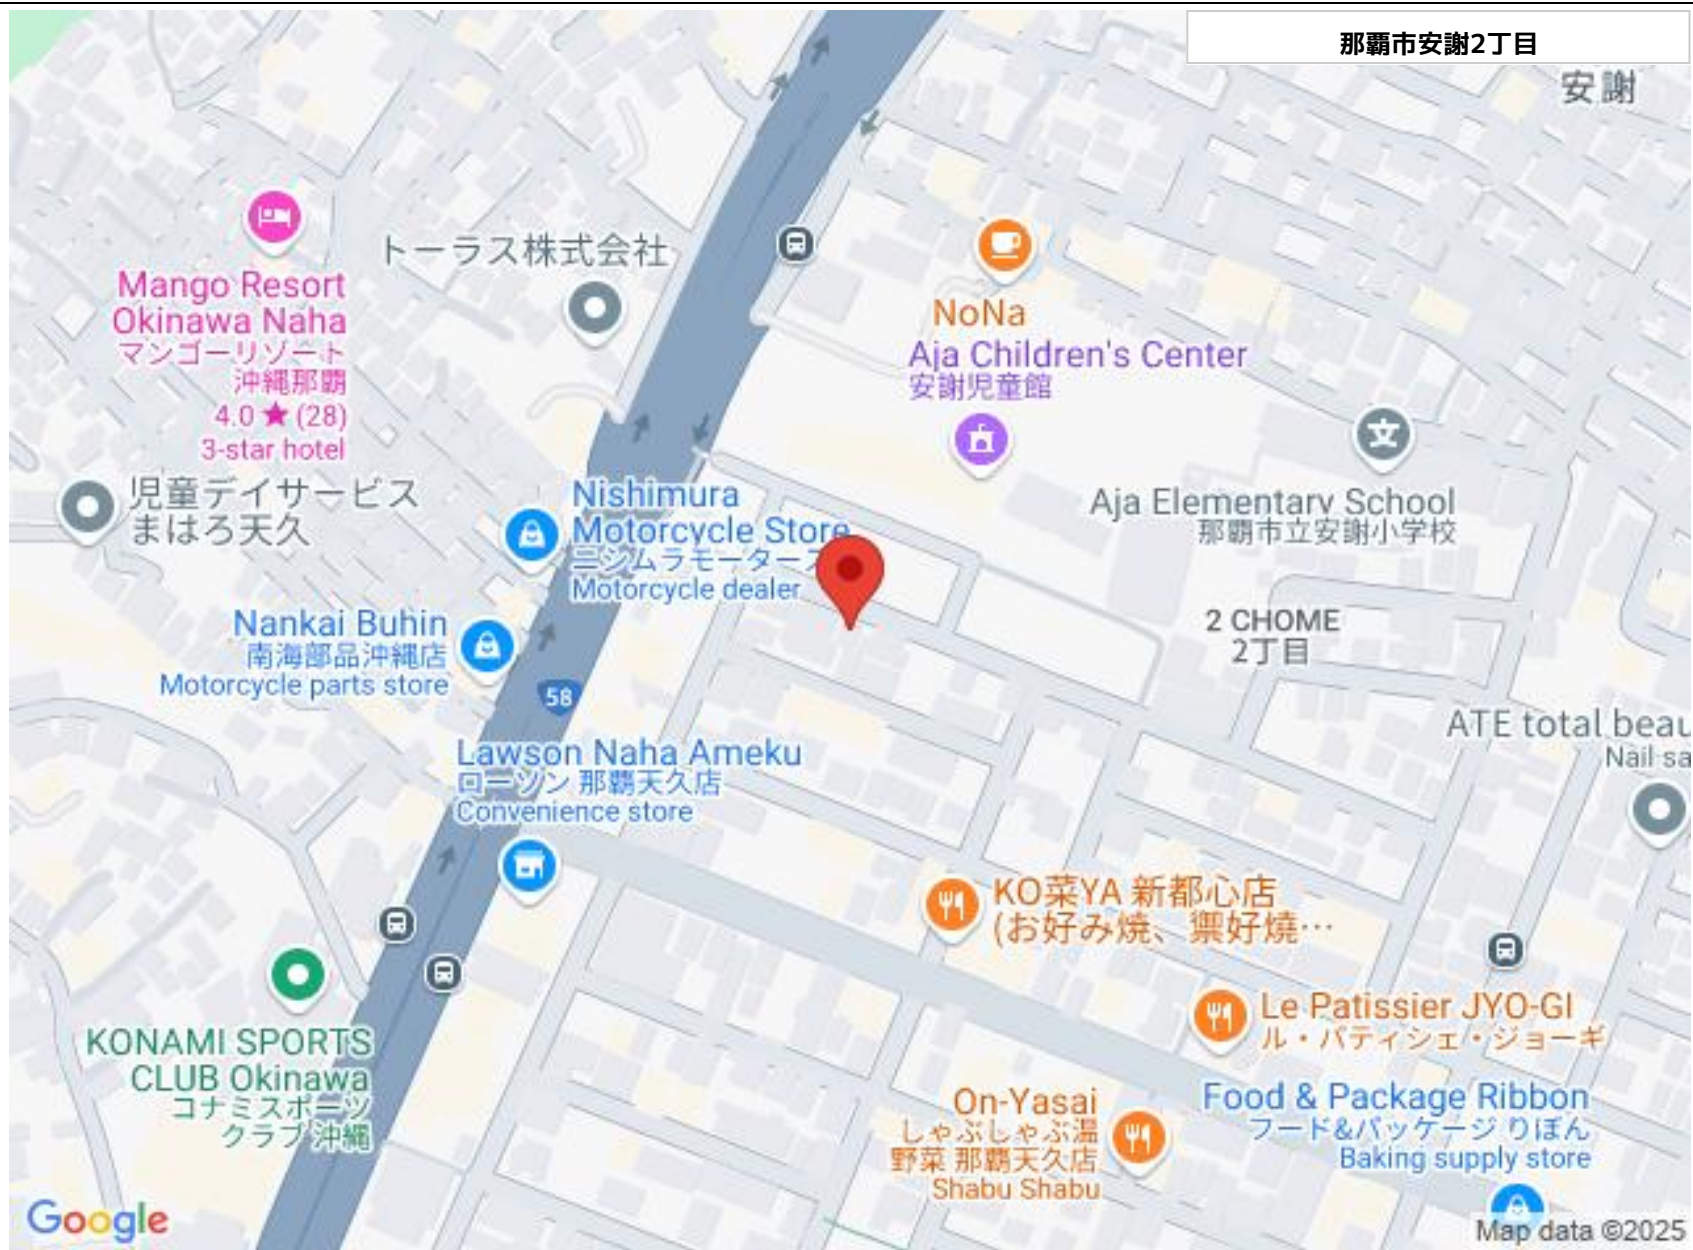 那覇市安謝2丁目
安謝
トーラス株式会社
Mango Resort
Okinawa Naha
マンゴーリゾート
沖縄那覇
4.0 ★ (28)
3-star hotel
NoNa
Aja Children's Center
安謝児童館
児童デイサービス
まほろ天久
Nishimura
Motorcycle Store
ニシムラモータース
Motorcycle dealer
Aja Elementary School
那覇市立安謝小学校
Nankai Buhin
南海部品沖縄店
Motorcycle parts store
2 CHOME
2丁目
58
ATE total beau
Nail sa
Lawson Naha Ameku
ローソン 那覇天久店
Convenience store
KO菜YA 新都心店
(お好み焼、禦好焼…
KONAMI SPORTS
CLUB Okinawa
コナミスポーツ
クラブ 沖縄
Le Patissier JYO-GI
ル・パティシェ・ジョーギ
On-Yasai
しゃぶしゃぶ温
野菜 那覇天久店
Shabu Shabu
Food & Package Ribbon
フード&パッケージ りぼん
Baking supply store
Google
Map data ©2025